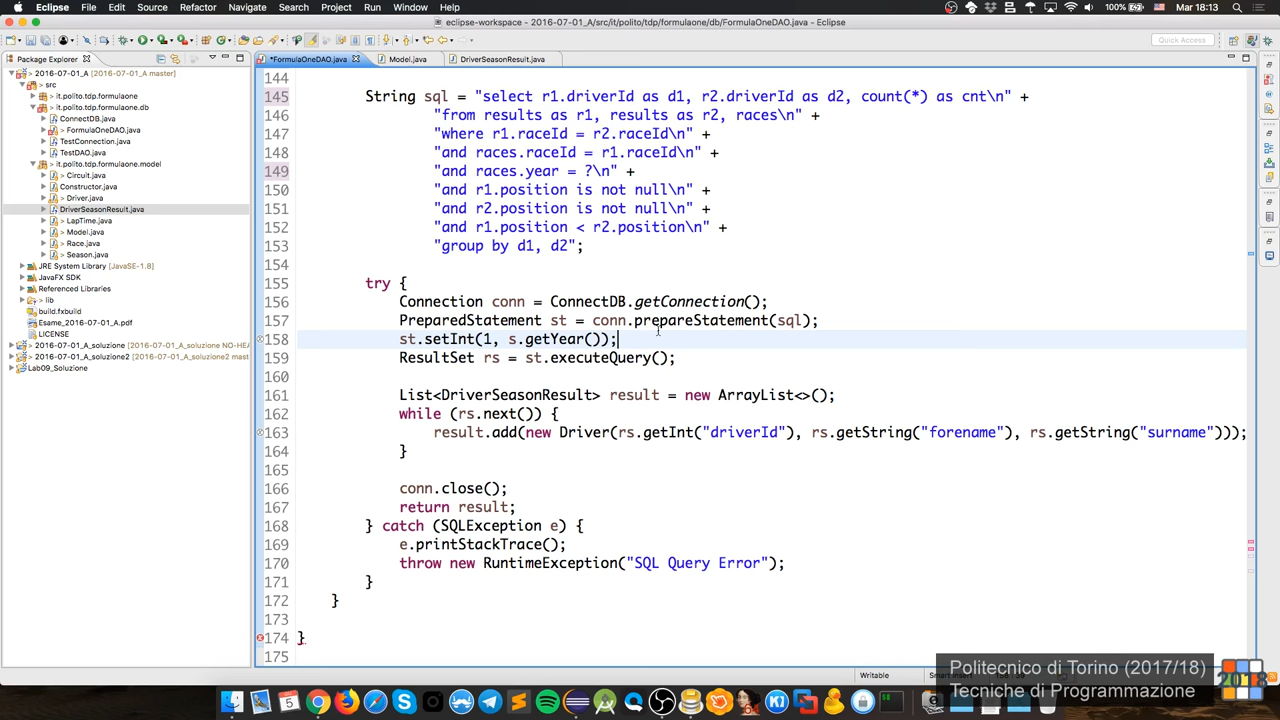 Eclipse File Edit Source Refactor Navigate Search Project Run Window Help 100% Mar 18:13
eclipse-workspace - 2016-07-01_A/src/it/polito/tdp/formulaone/db/FormulaOneDAO.java - Eclipse
Quick Access
Package Explorer
*FormulaOneDAO.java Model.java DriverSeasonResult.java
2016-07-01_A [2016-07-01_A master]
src
it.polito.tdp.formulaone
it.polito.tdp.formulaone.db
ConnectDB.java
> FormulaOneDAO.java
TestConnection.java
TestDAO.java
> it.polito.tdp.formulaone.model
> Circuit.java
> Constructor.java
> Driver.java
DriverSeasonResult.java
> LapTime.java
> Model.java
> Race.java
> Season.java
JRE System Library [JavaSE-1.8]
JavaFX SDK
Referenced Libraries
> lib
build.fxbuild
Esame_2016-07-01_A.pdf
LICENSE
> 2016-07-01_A_soluzione [2016-07-01_A_soluzione NO-HEA
> 2016-07-01_A_soluzione2 [2016-07-01_A_soluzione2 maste
Lab09_Soluzione
144
145 String sql = "select r1.driverId as d1, r2.driverId as d2, count(*) as cnt\n" +
146 "from results as r1, results as r2, races\n" +
147 "where r1.raceId = r2.raceId\n" +
148 "and races.raceId = r1.raceId\n" +
149 "and races.year = ?\n" +
150 "and r1.position is not null\n" +
151 "and r2.position is not null\n" +
152 "and r1.position < r2.position\n" +
153 "group by d1, d2";
154
155 try {
156 Connection conn = ConnectDB.getConnection();
157 PreparedStatement st = conn.prepareStatement(sql);
158 st.setInt(1, s.getYear());
159 ResultSet rs = st.executeQuery();
160
161 List<DriverSeasonResult> result = new ArrayList<>();
162 while (rs.next()) {
163 result.add(new Driver(rs.getInt("driverId"), rs.getString("forename"), rs.getString("surname")));
164 }
165
166 conn.close();
167 return result;
168 } catch (SQLException e) {
169 e.printStackTrace();
170 throw new RuntimeException("SQL Query Error");
171 }
172 }
173
174 }
175
Writable
Politecnico di Torino (2017/18)
Tecniche di Programmazione
2018